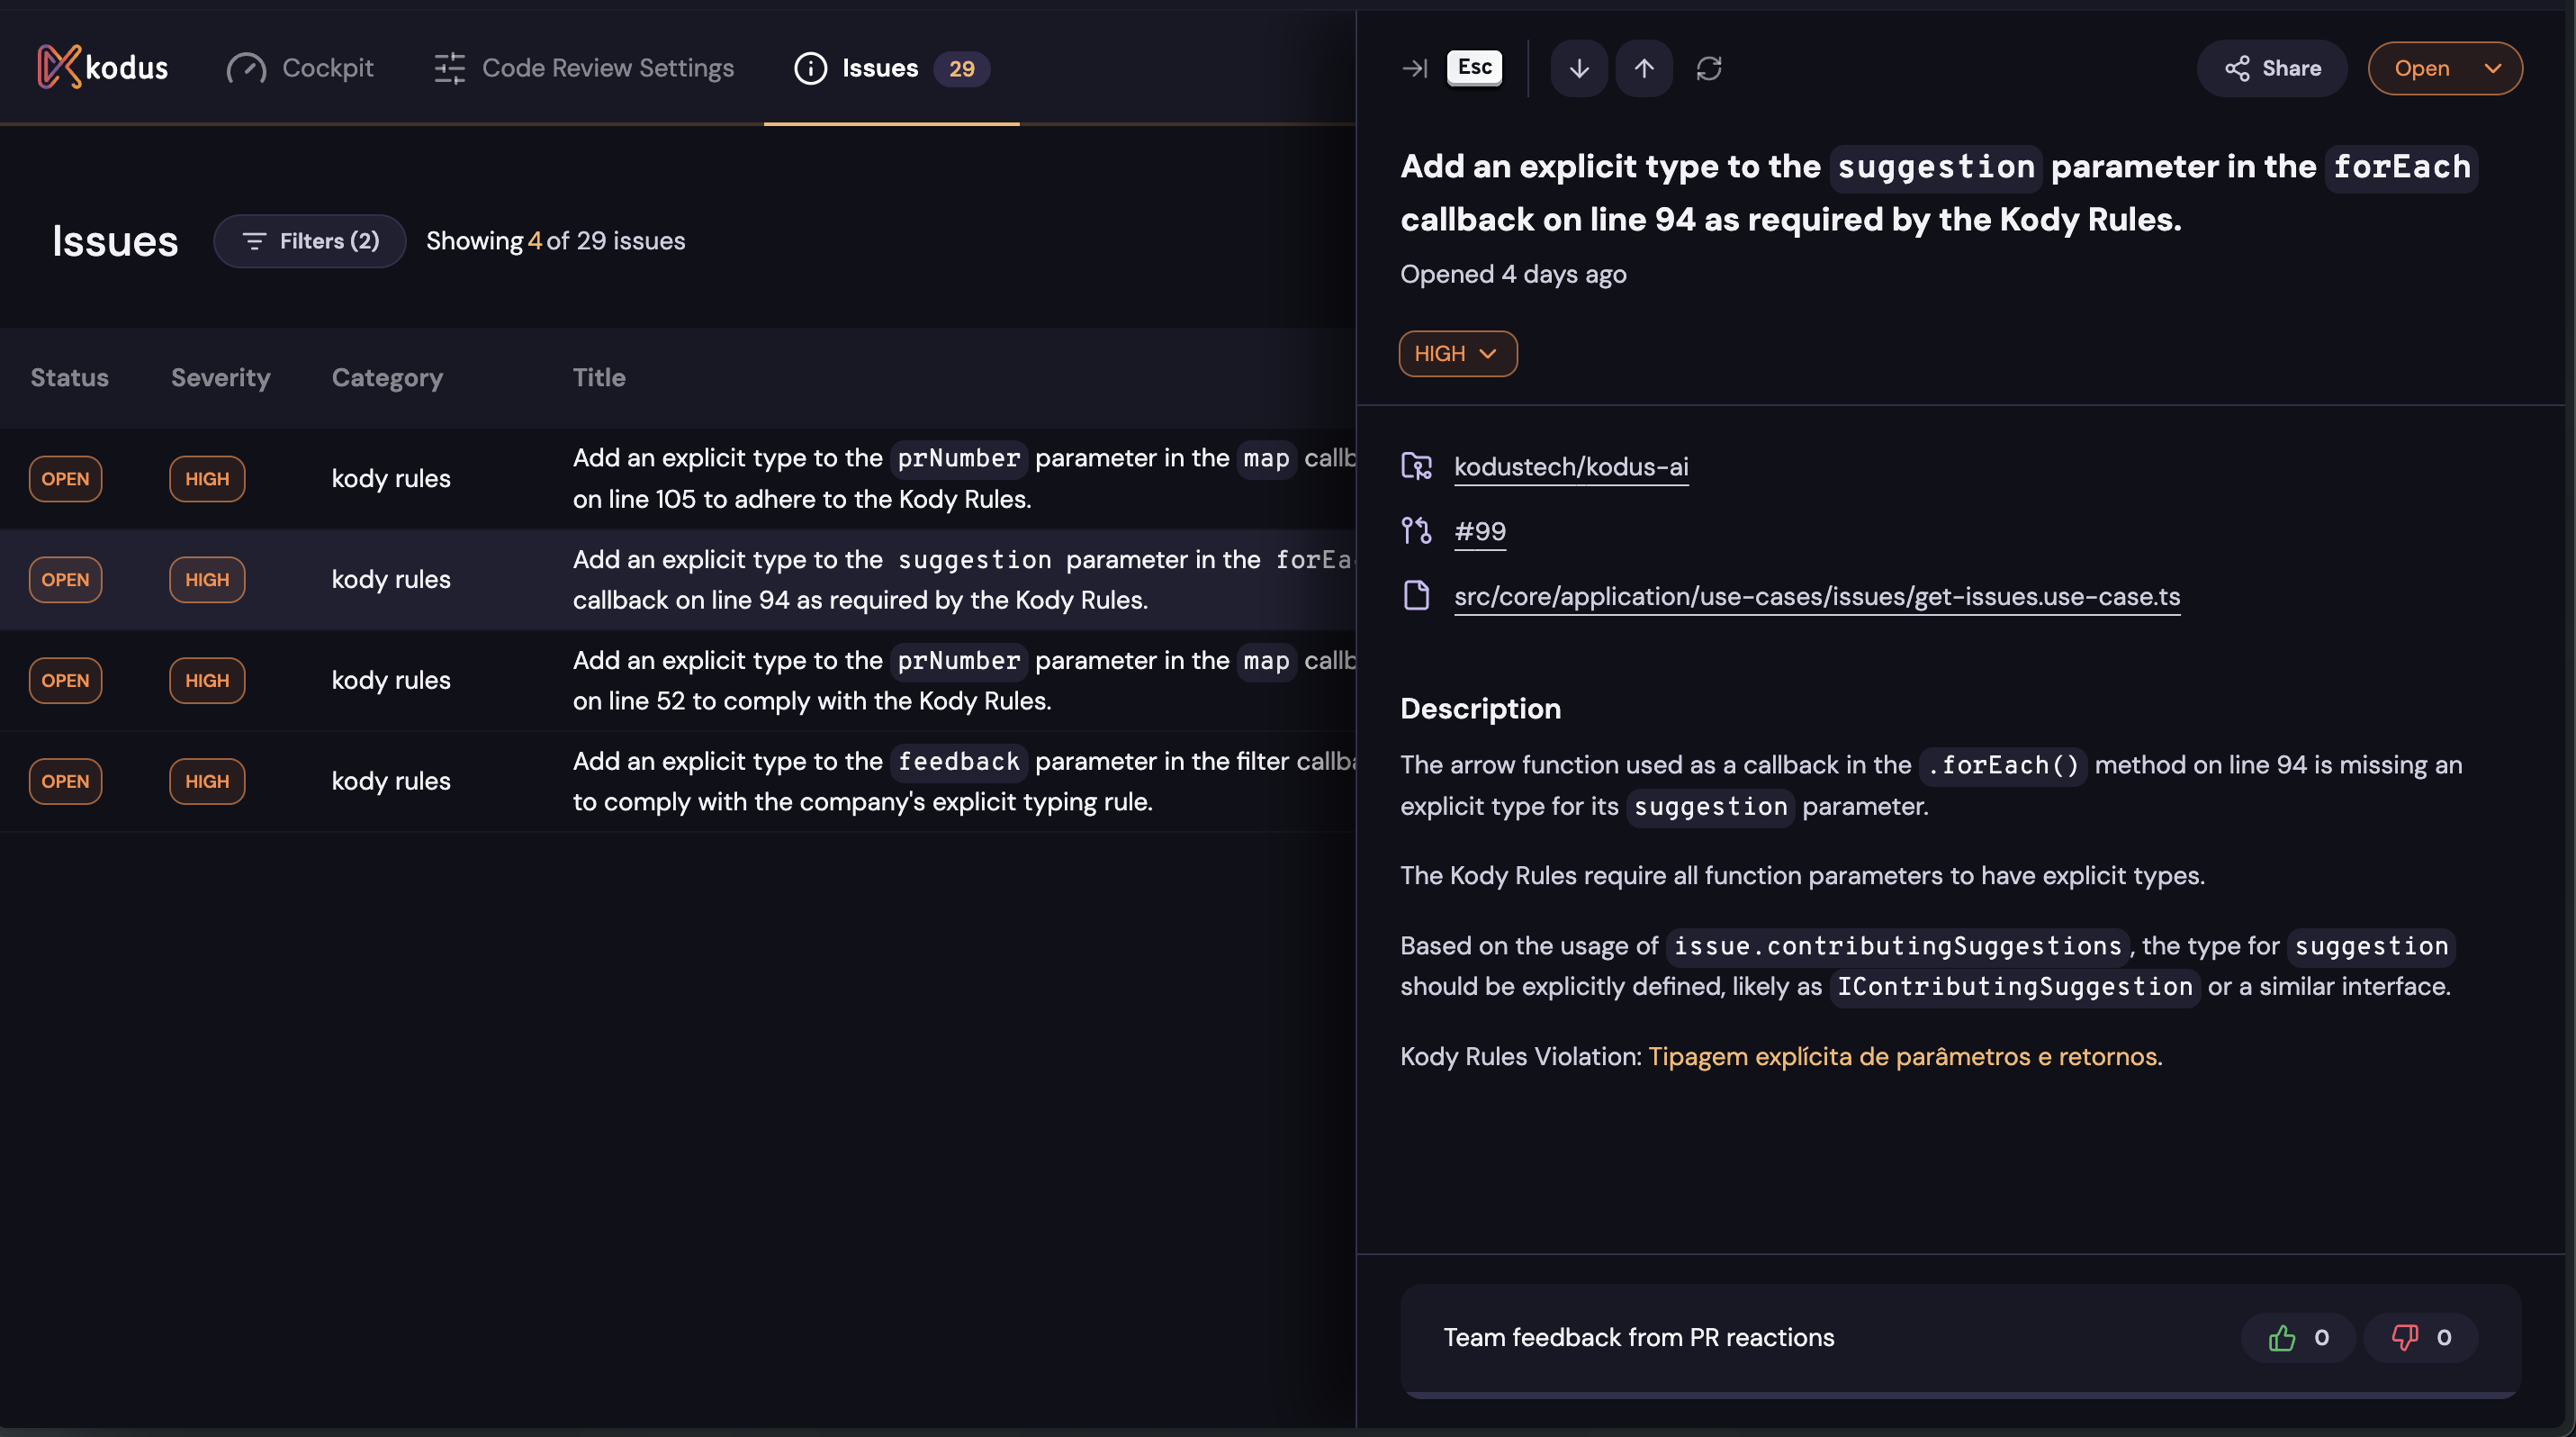 kodus
Cockpit
Code Review Settings
Issues 29
Issues
Filters (2)
Showing 4 of 29 issues
Status Severity Category Title
OPEN HIGH kody rules Add an explicit type to the prNumber parameter in the map
on line 105 to adhere to the Kody Rules.
OPEN HIGH kody rules Add an explicit type to the suggestion parameter in the
callback on line 94 as required by the Kody Rules.
OPEN HIGH kody rules Add an explicit type to the prNumber parameter in the map
on line 52 to comply with the Kody Rules.
OPEN HIGH kody rules Add an explicit type to the feedback parameter in the filter
to comply with the company's explicit typing rule.
Esc
Share
Open
Add an explicit type to the suggestion parameter in the forEach
callback on line 94 as required by the Kody Rules.
Opened 4 days ago
HIGH
kodustech/kodus-ai
#99
src/core/application/use-cases/issues/get-issues.use-case.ts
Description
The arrow function used as a callback in the .forEach() method on line 94 is missing an
explicit type for its suggestion parameter.
The Kody Rules require all function parameters to have explicit types.
Based on the usage of issue.contributingSuggestions, the type for suggestion
should be explicitly defined, likely as IContributingSuggestion or a similar interface.
Kody Rules Violation: Tipagem explícita de parâmetros e retornos.
Team feedback from PR reactions
0
0